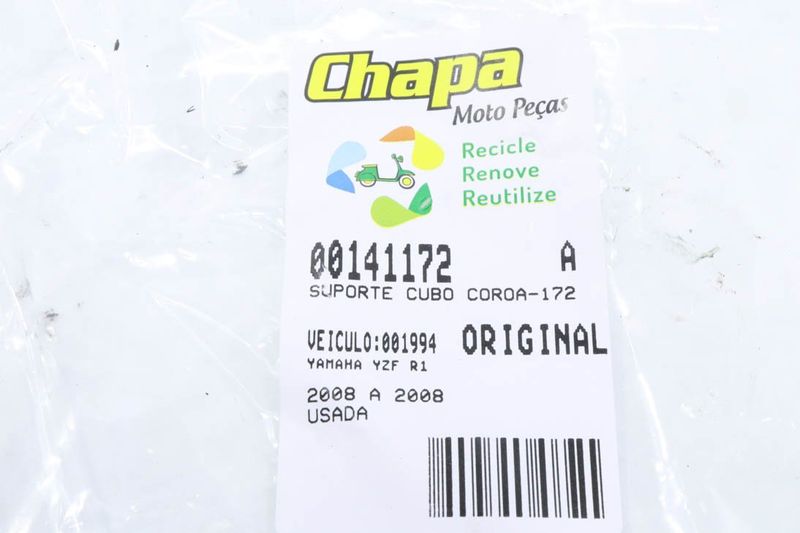 Chapa
Moto Peças
Recicle
Renove
Reutilize
00141172 A
SUPORTE CUBO COROA-172
VEICULO:001994 ORIGINAL
YAMAHA YZF R1
2008 A 2008
USADA